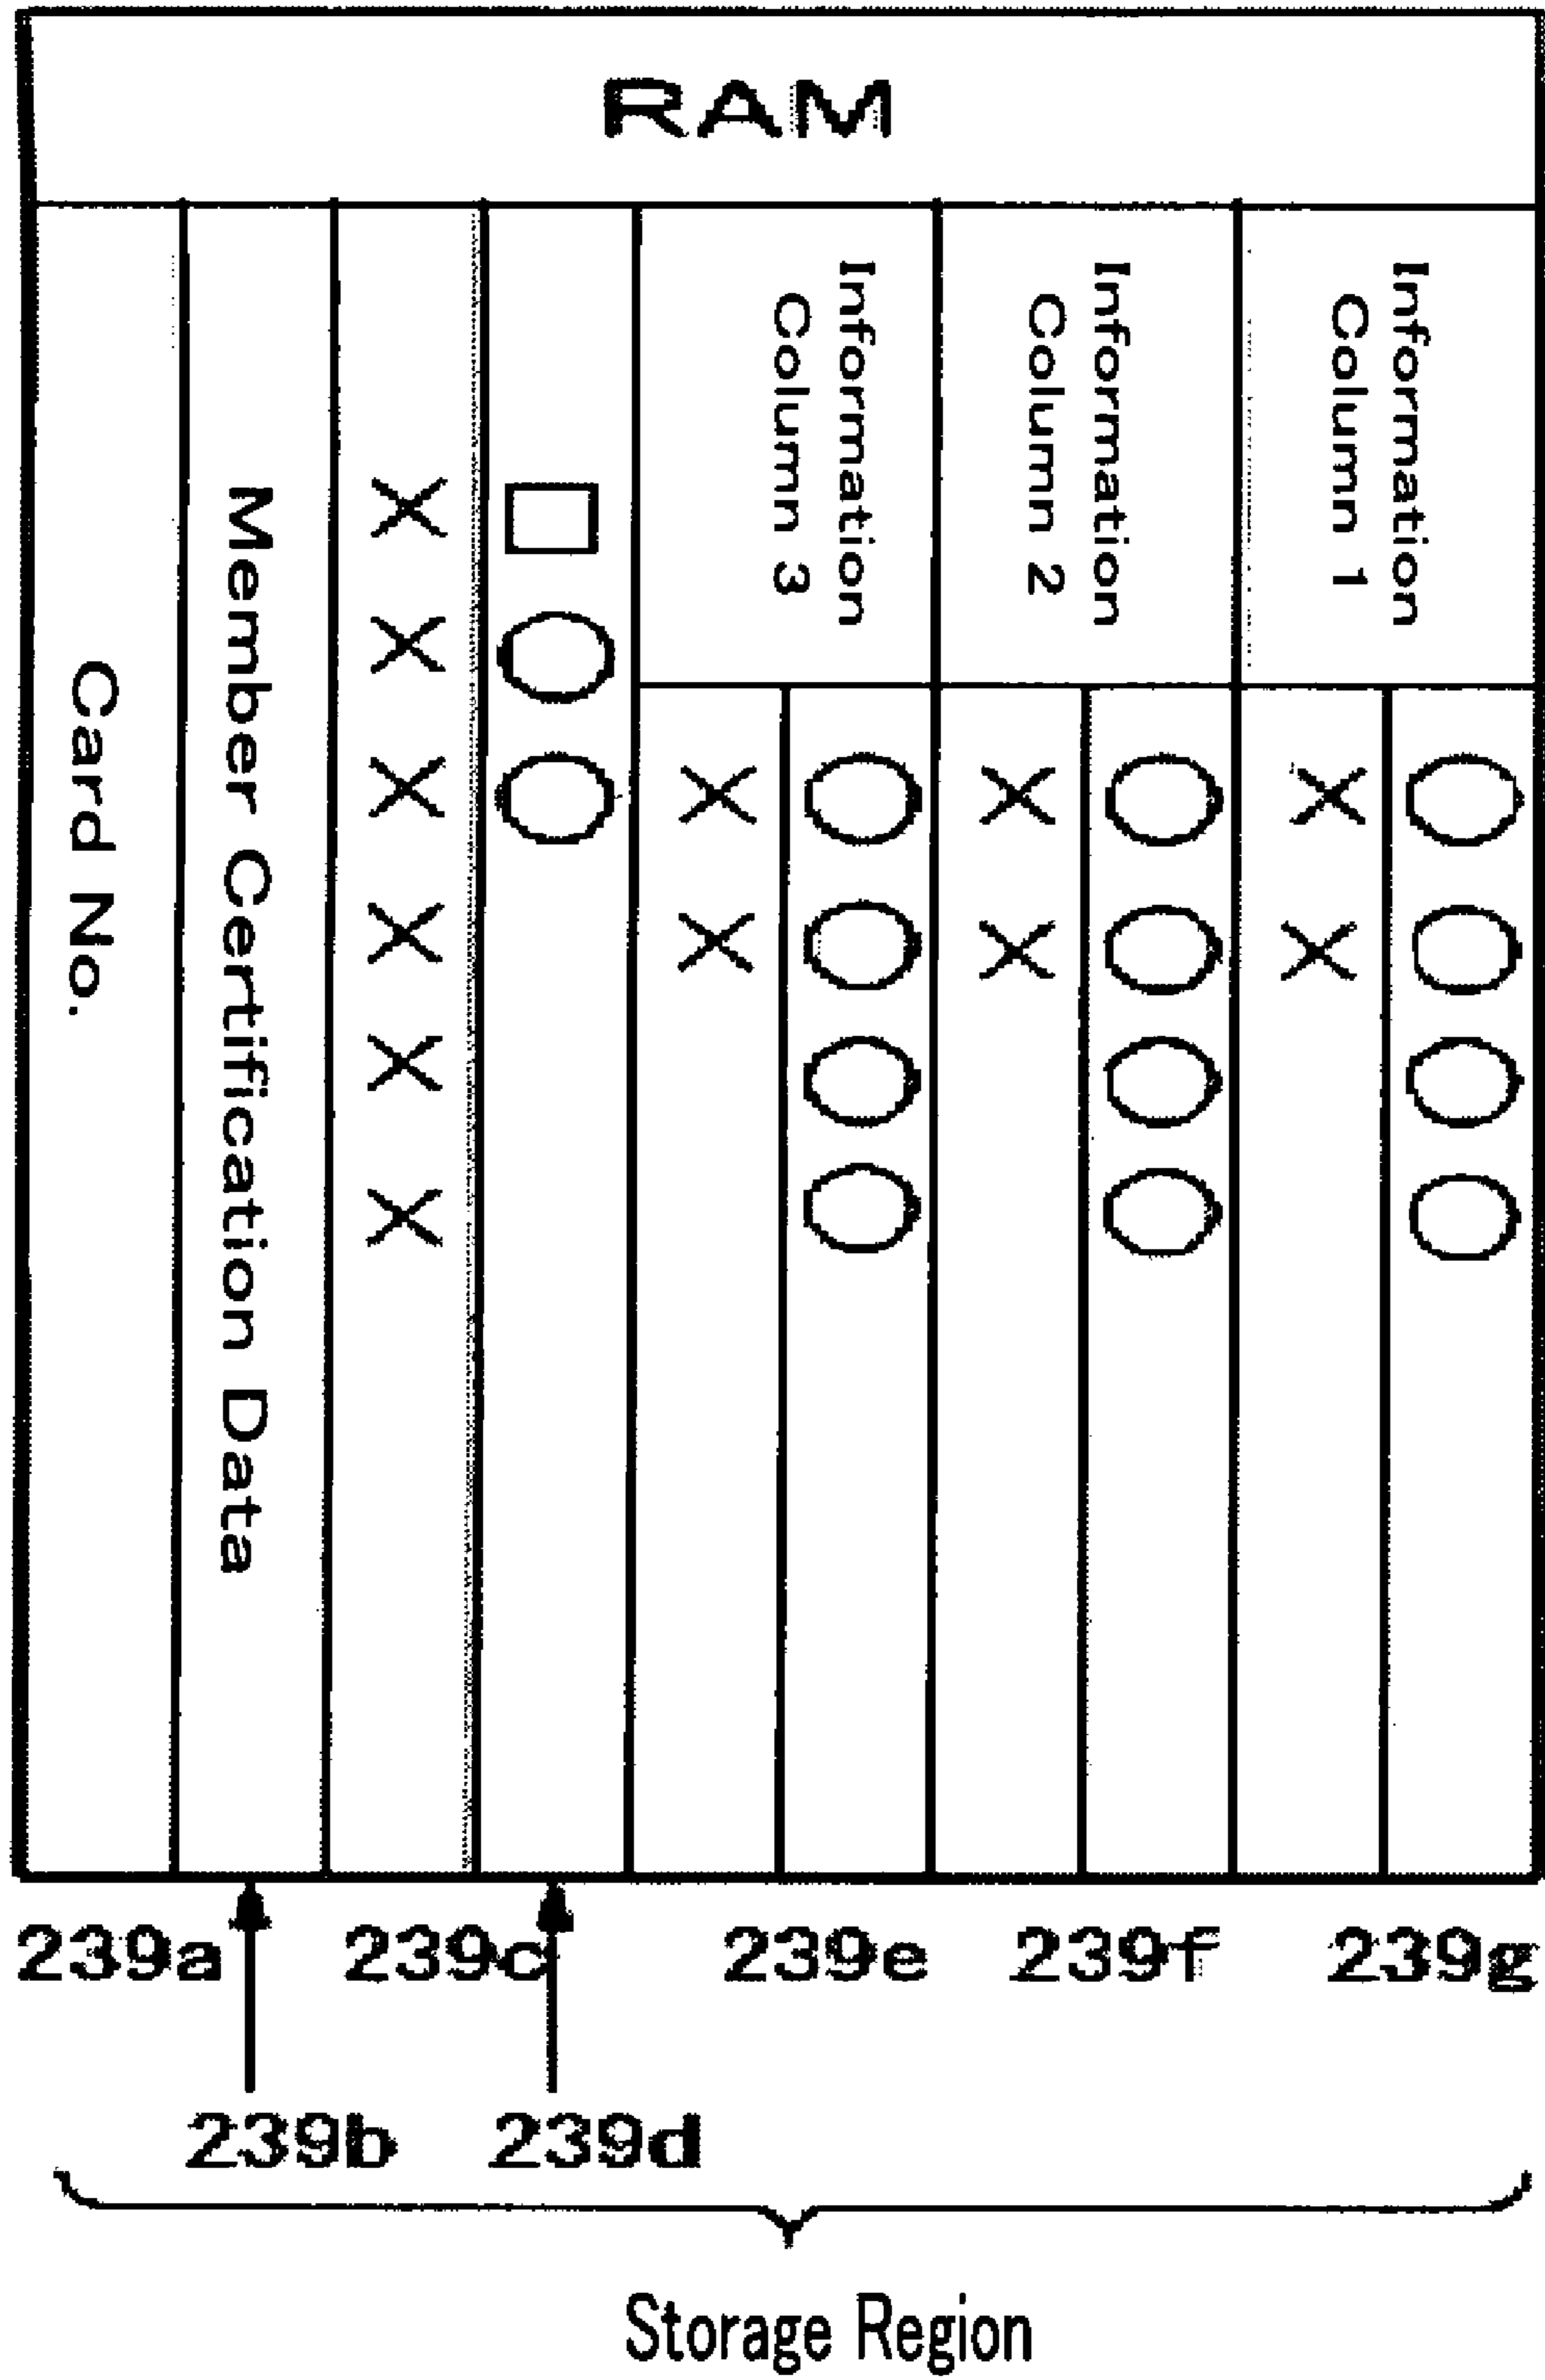 RAM
Information
Column 1
Information
Column 2
Information
Column 3
□○○
××××××
Member Certification Data
Card No.
○○○○
××
○○○○
××
○○○○
××
239a
239c
239e
239f
239g
239b
239d
Storage Region